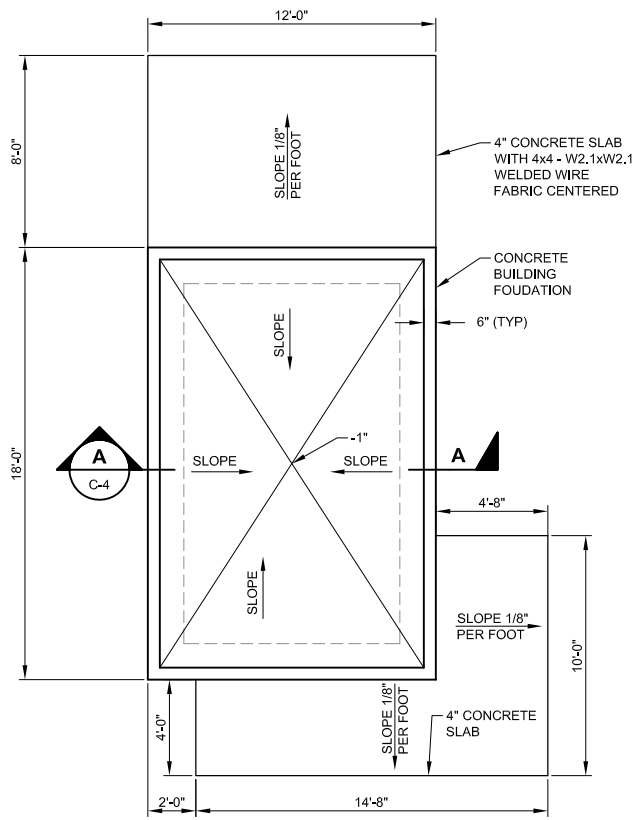 12'-0"
8'-0"
SLOPE 1/8"
PER FOOT
4" CONCRETE SLAB
WITH 4x4 - W2.1xW2.1
WELDED WIRE
FABRIC CENTERED
CONCRETE
BUILDING
FOUDATION
6" (TYP)
SLOPE
18'-0"
-1"
A
C-4
SLOPE
SLOPE
A
4'-8"
SLOPE
SLOPE 1/8"
PER FOOT
10'-0"
4'-0"
SLOPE 1/8"
PER FOOT
4" CONCRETE
SLAB
2'-0"
14'-8"